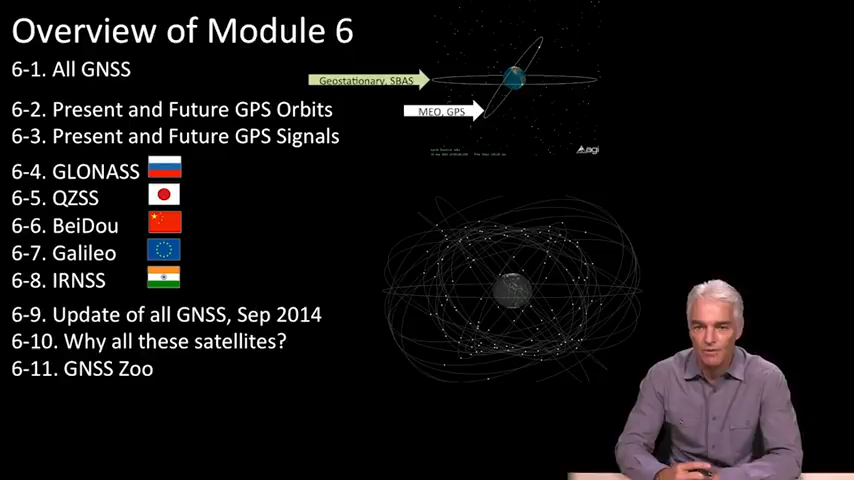 Overview of Module 6
6-1. All GNSS
Geostationary, SBAS
6-2. Present and Future GPS Orbits
MEO, GPS
6-3. Present and Future GPS Signals
agi
6-4. GLONASS
6-5. QZSS
6-6. BeiDou
6-7. Galileo
6-8. IRNSS
6-9. Update of all GNSS, Sep 2014
6-10. Why all these satellites?
6-11. GNSS Zoo